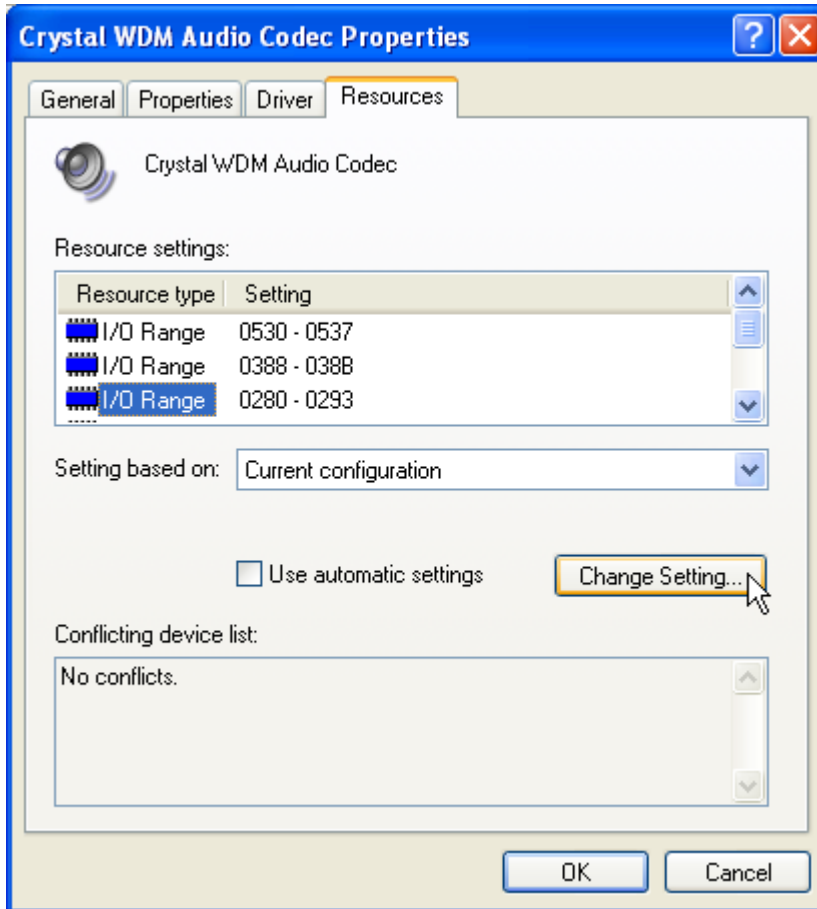 Crystal WDM Audio Codec Properties
General Properties Driver Resources
Crystal WDM Audio Codec
Resource settings:
Resource type Setting
I/O Range 0530 - 0537
I/O Range 0388 - 038B
I/O Range 0280 - 0293
Setting based on: Current configuration
Use automatic settings Change Setting...
Conflicting device list:
No conflicts.
OK Cancel